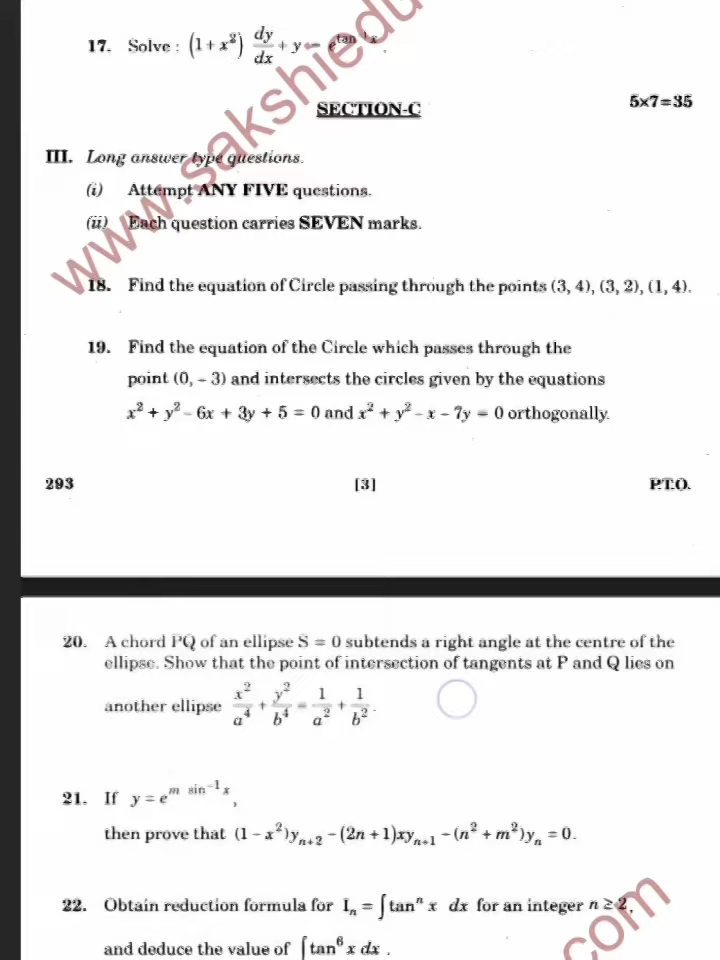 17. Solve : (1 + x²) dy/dx + y = e^(tan⁻¹ x).
SECTION-C
5×7=35
III. Long answer type questions.
(i) Attempt ANY FIVE questions.
(ii) Each question carries SEVEN marks.
18. Find the equation of Circle passing through the points (3, 4), (3, 2), (1, 4).
19. Find the equation of the Circle which passes through the
point (0, – 3) and intersects the circles given by the equations
x² + y² – 6x + 3y + 5 = 0 and x² + y² – x – 7y = 0 orthogonally.
293 [3] P.T.O.
20. A chord PQ of an ellipse S = 0 subtends a right angle at the centre of the
ellipse. Show that the point of intersection of tangents at P and Q lies on
another ellipse x²/a⁴ + y²/b⁴ = 1/a² + 1/b².
21. If y = e^(m sin⁻¹ x),
then prove that (1 – x²)yₙ₊₂ – (2n + 1)xyₙ₊₁ – (n² + m²)yₙ = 0.
22. Obtain reduction formula for Iₙ = ∫ tanⁿ x dx for an integer n ≥ 2,
and deduce the value of ∫ tan⁶ x dx .
www.sakshiedu
.com